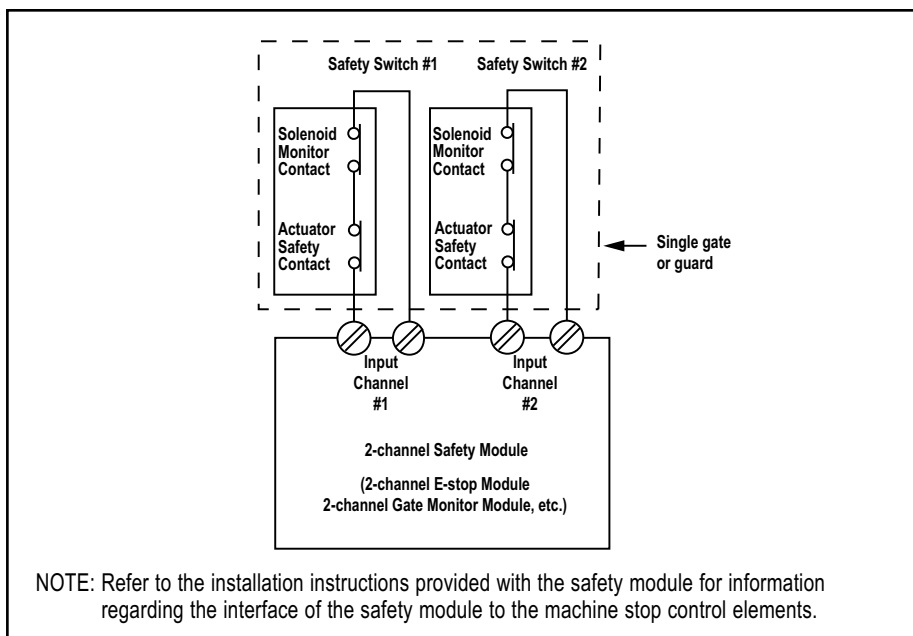 Safety Switch #1
Safety Switch #2
Solenoid
Monitor
Contact
Actuator
Safety
Contact
Solenoid
Monitor
Contact
Actuator
Safety
Contact
Single gate
or guard
Input
Channel
#1
Input
Channel
#2
2-channel Safety Module
(2-channel E-stop Module
2-channel Gate Monitor Module, etc.)
NOTE: Refer to the installation instructions provided with the safety module for information
regarding the interface of the safety module to the machine stop control elements.